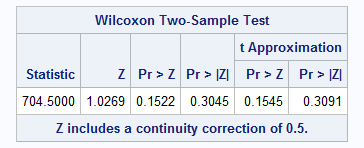 Wilcoxon Two-Sample Test
t Approximation
Statistic Z Pr > Z Pr > |Z| Pr > Z Pr > |Z|
704.5000 1.0269 0.1522 0.3045 0.1545 0.3091
Z includes a continuity correction of 0.5.